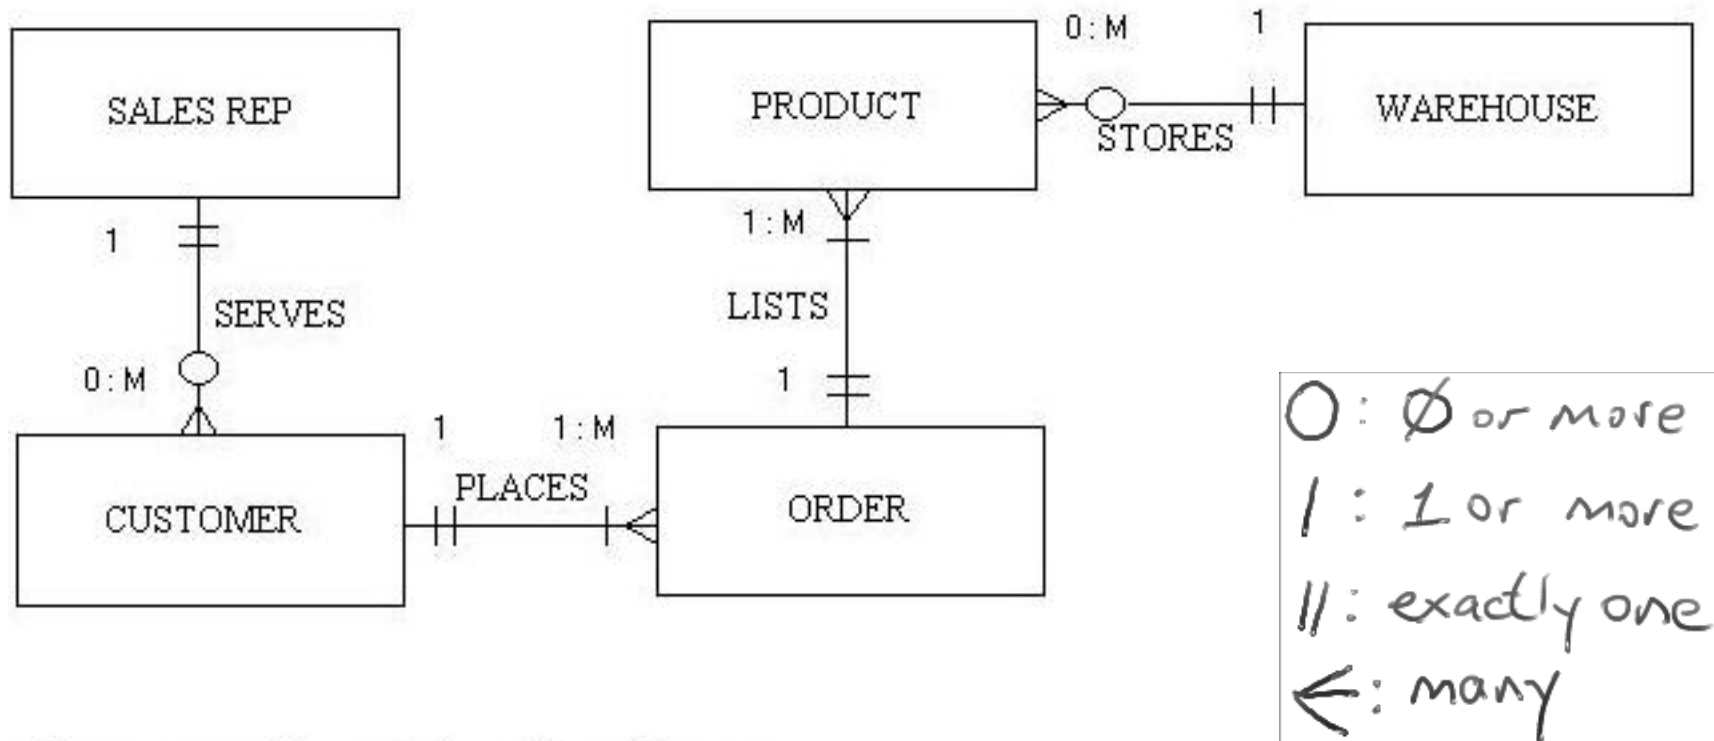 SALES REP
1
SERVES
0:M
CUSTOMER
1
PLACES
1:M
ORDER
1
LISTS
1:M
PRODUCT
0:M
STORES
1
WAREHOUSE
O: Ø or more
|: 1 or more
||: exactly one
<: many